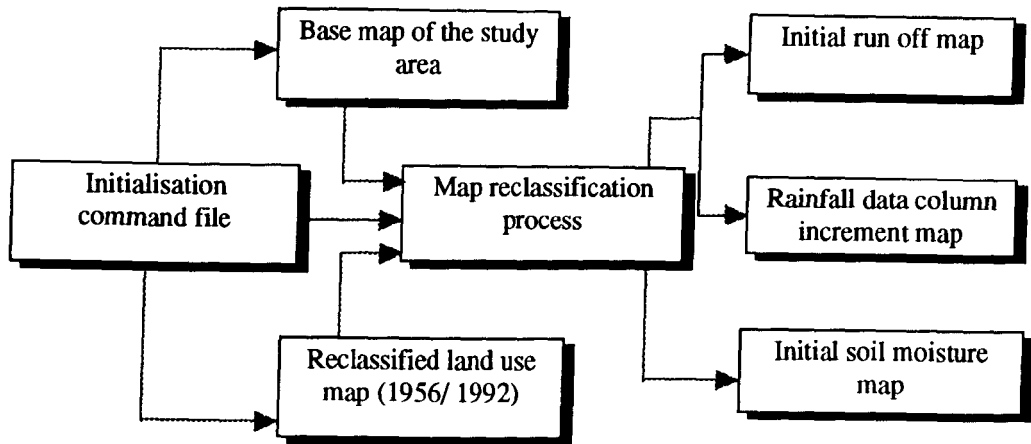 Base map of the study
area
Initial run off map
Initialisation
command file
Map reclassification
process
Rainfall data column
increment map
Reclassified land use
map (1956/ 1992)
Initial soil moisture
map